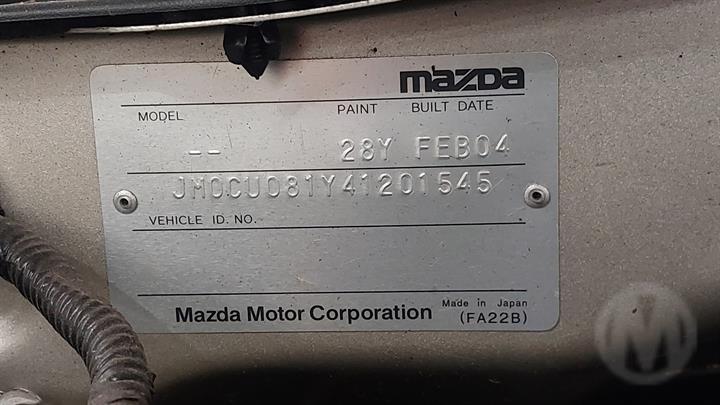 mazda
MODEL PAINT BUILT DATE
-- 28Y FEB04
JM0CU081Y41201545
VEHICLE ID. NO.
Mazda Motor Corporation Made in Japan
(FA22B)
M